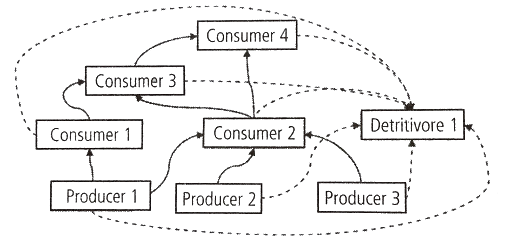 Consumer 4
Consumer 3
Consumer 1
Consumer 2
Detritivore 1
Producer 1
Producer 2
Producer 3